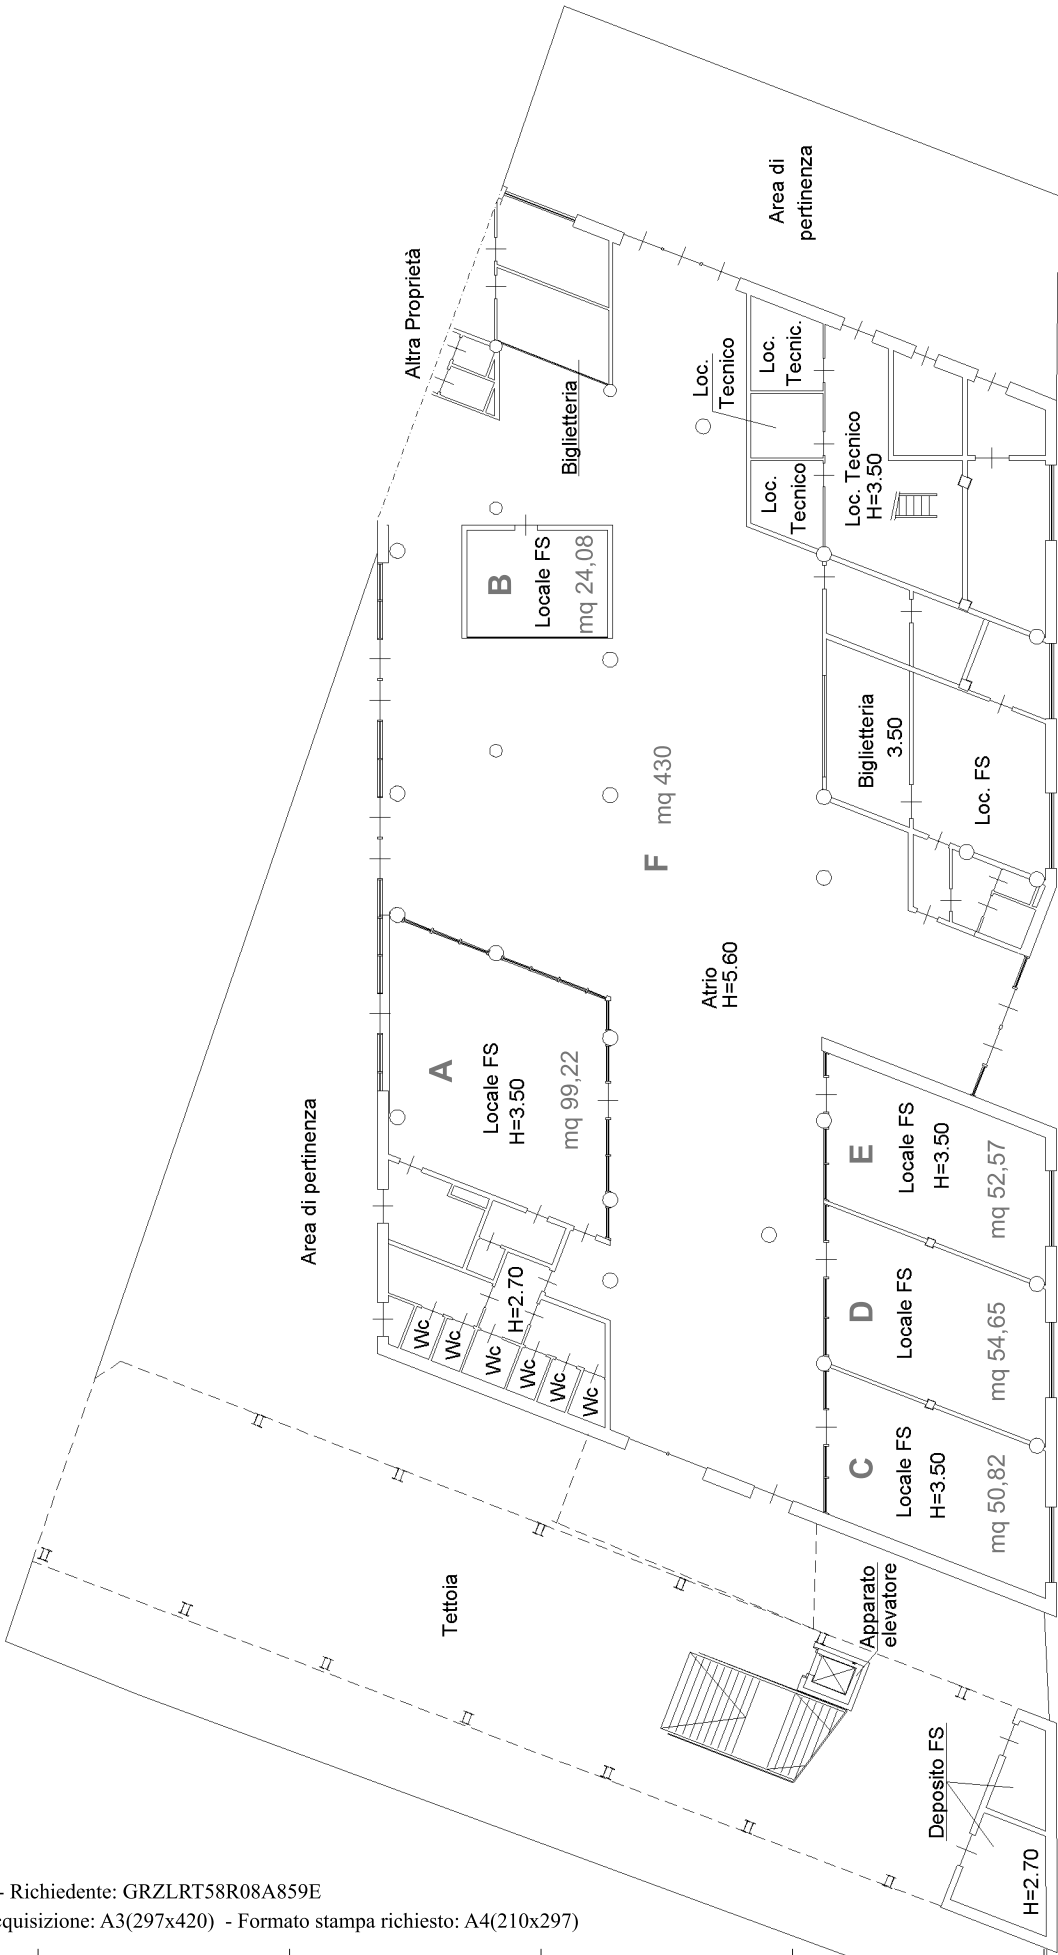 Area di
pertinenza
Altra Proprietà
Biglietteria
Loc.
Tecnico
Loc.
Tecnic.
Loc.
Tecnico
Loc. Tecnico
H=3.50
B
Locale FS
mq 24,08
Biglietteria
3.50
Loc. FS
F
mq 430
Atrio
H=5.60
A
Locale FS
H=3.50
mq 99,22
Area di pertinenza
H=2.70
Wc
Wc
Wc
Wc
Wc
Wc
E
Locale FS
H=3.50
mq 52,57
D
Locale FS
mq 54,65
C
Locale FS
H=3.50
mq 50,82
Tettoia
Apparato
elevatore
Deposito FS
H=2.70
- Richiedente: GRZLRT58R08A859E
cquisizione: A3(297x420) - Formato stampa richiesto: A4(210x297)